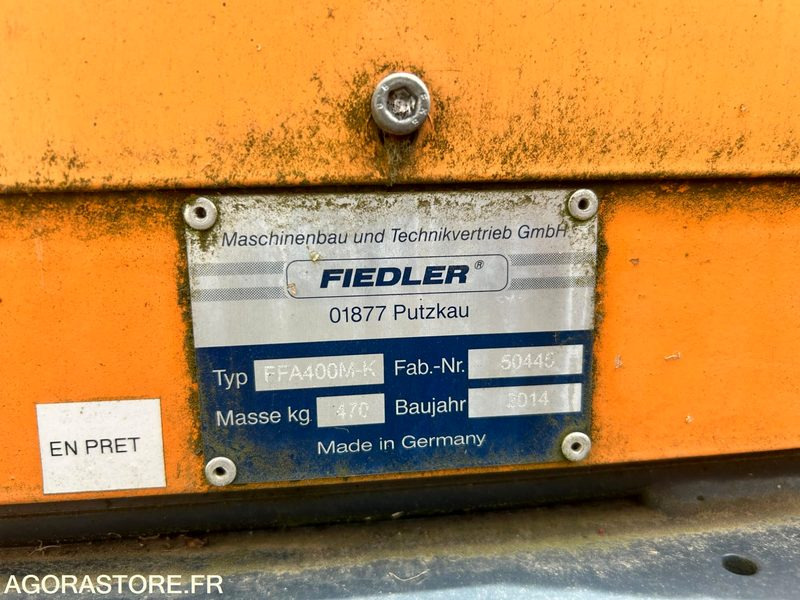 Maschinenbau und Technikvertrieb GmbH
FIEDLER®
01877 Putzkau
Typ FFA400M-K Fab.-Nr. 50445
Masse kg 470 Baujahr 2014
Made in Germany
EN PRET
AGORASTORE.FR